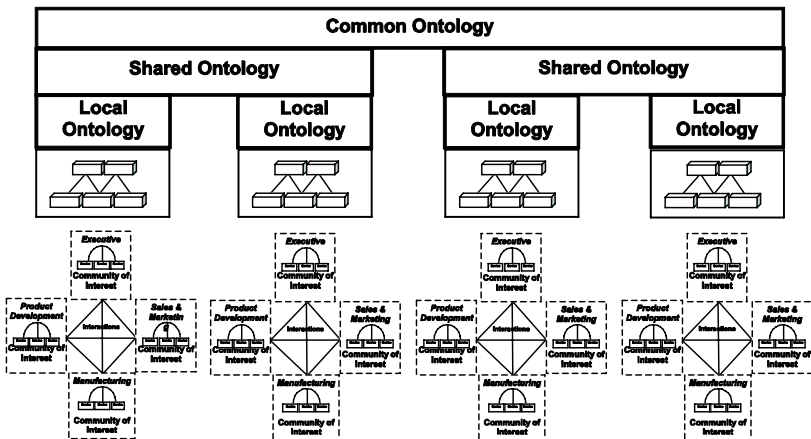 Common Ontology
Shared Ontology
Shared Ontology
Local
Ontology
Local
Ontology
Local
Ontology
Local
Ontology
Executive
Community of
Interest
Product
Development
Community of
Interest
Interactions
Sales &
Marketin
g
Community of
Interest
Manufacturing
Community of
Interest
Executive
Community of
Interest
Product
Development
Community of
Interest
Interactions
Sales &
Marketing
Community of
Interest
Manufacturing
Community of
Interest
Executive
Community of
Interest
Product
Development
Community of
Interest
Interactions
Sales &
Marketing
Community of
Interest
Manufacturing
Community of
Interest
Executive
Community of
Interest
Product
Development
Community of
Interest
Interactions
Sales &
Marketing
Community of
Interest
Manufacturing
Community of
Interest